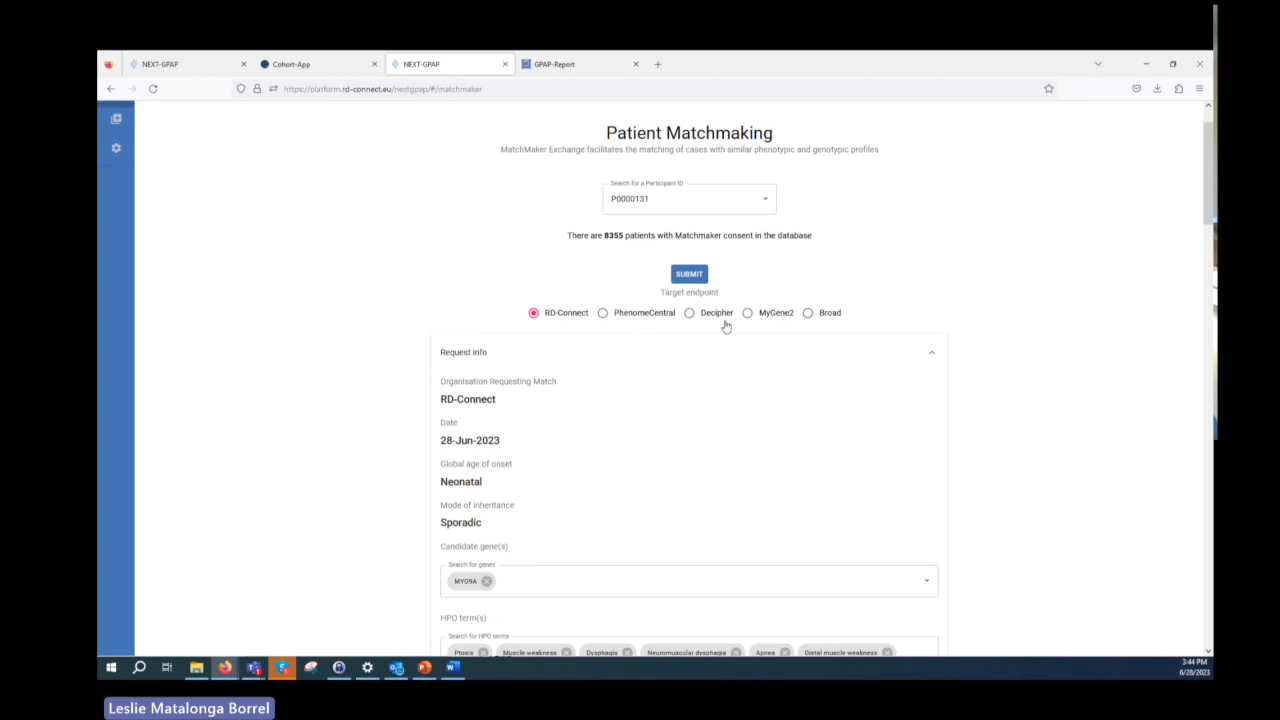 NEXT-GPAP
Cohort-App
NEXT-GPAP
GPAP-Report
https://platform.rd-connect.eu/nextgpap/#/matchmaker
Patient Matchmaking
MatchMaker Exchange facilitates the matching of cases with similar phenotypic and genotypic profiles
Search for a Participant ID
P0000131
There are 8355 patients with Matchmaker consent in the database
SUBMIT
Target endpoint
RD-Connect PhenomeCentral Decipher MyGene2 Broad
Request info
Organisation Requesting Match
RD-Connect
Date
28-Jun-2023
Global age of onset
Neonatal
Mode of inheritance
Sporadic
Candidate gene(s)
Search for genes
MYO9A
HPO term(s)
Search for HPO terms
Ptosis Muscle weakness Dysphagia Neuromuscular dysphagia Apnea Distal muscle weakness
3:44 PM
6/28/2023
Leslie Matalonga Borrel